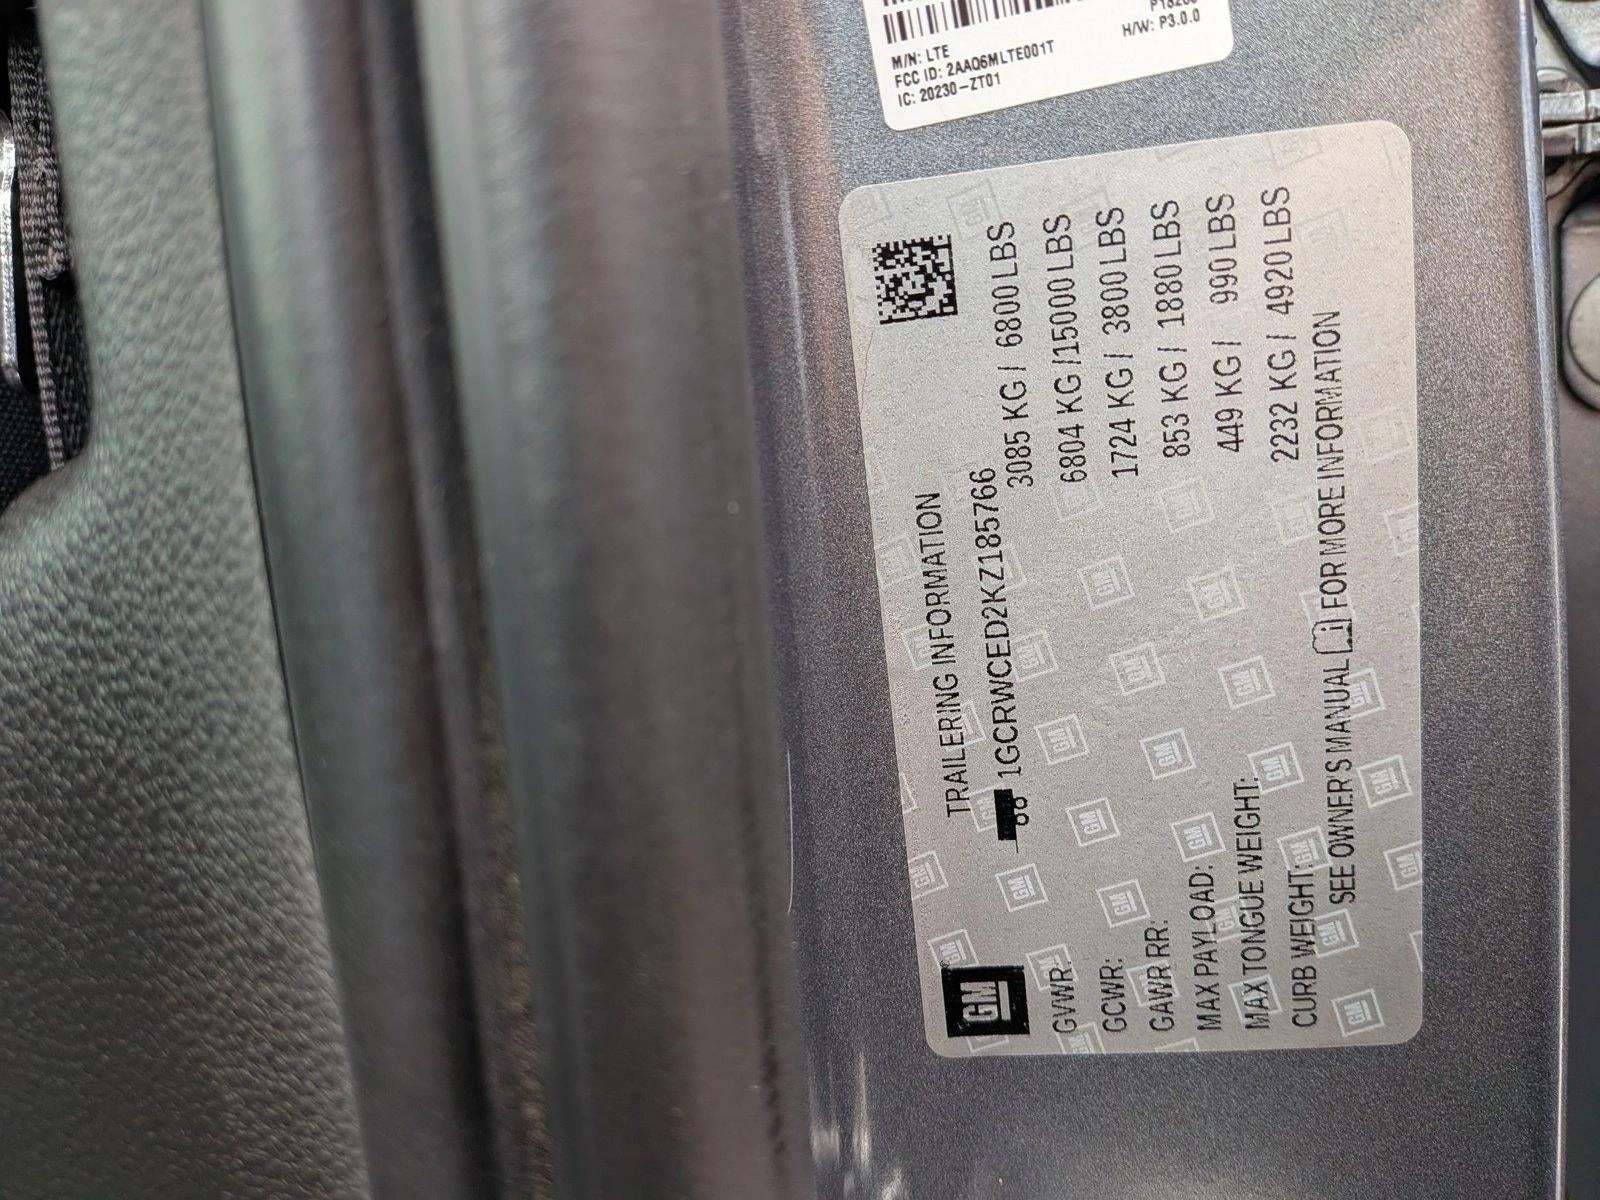 P18200
H/W: P3.0.0
M/N: LTE
FCC ID: 2AAQ6MLTE001T
IC: 20230-ZT01
TRAILERING INFORMATION
GM 88 1GCRWCED2KZ185766
GVWR: 3085 KG / 6800 LBS
GCWR: 6804 KG /15000 LBS
GAWR RR: 1724 KG / 3800 LBS
MAX PAYLOAD: 853 KG / 1880 LBS
MAX TONGUE WEIGHT: 449 KG / 990 LBS
CURB WEIGHT: 2232 KG / 4920 LBS
SEE OWNER'S MANUAL i FOR MORE INFORMATION